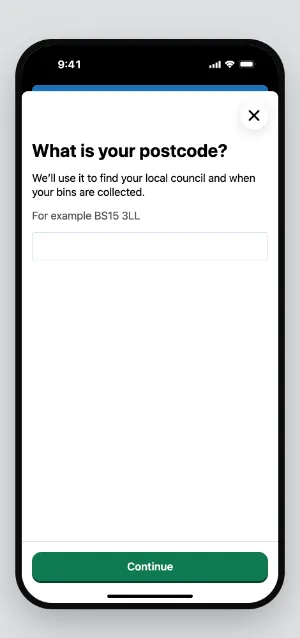 9:41
What is your postcode?
We’ll use it to find your local council and when
your bins are collected.
For example BS15 3LL
Continue